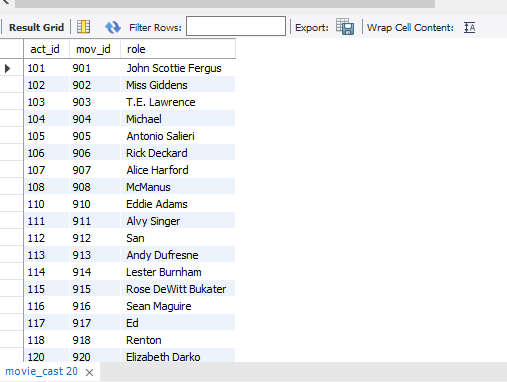 Result Grid Filter Rows: Export: Wrap Cell Content: IA
act_id mov_id role
101 901 John Scottie Fergus
102 902 Miss Giddens
103 903 T.E. Lawrence
104 904 Michael
105 905 Antonio Salieri
106 906 Rick Deckard
107 907 Alice Harford
108 908 McManus
110 910 Eddie Adams
111 911 Alvy Singer
112 912 San
113 913 Andy Dufresne
114 914 Lester Burnham
115 915 Rose DeWitt Bukater
116 916 Sean Maguire
117 917 Ed
118 918 Renton
120 920 Elizabeth Darko
movie_cast 20